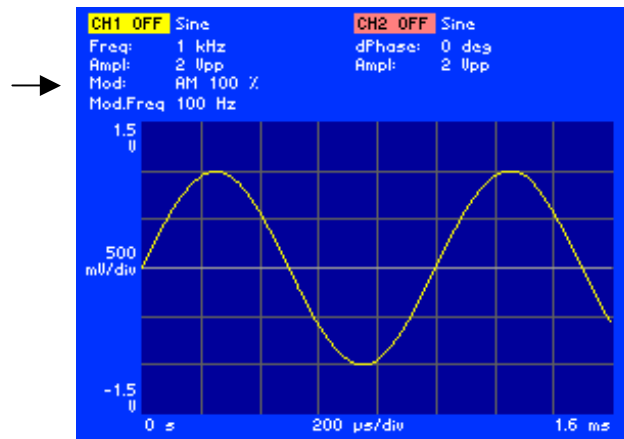 CH1 OFF Sine
Freq: 1 kHz
Ampl: 2 Vpp
Mod: AM 100 %
Mod.Freq 100 Hz
CH2 OFF Sine
dPhase: 0 deg
Ampl: 2 Vpp
1.5
V
500
mV/div
-1.5
V
0 s
200 µs/div
1.6 ms